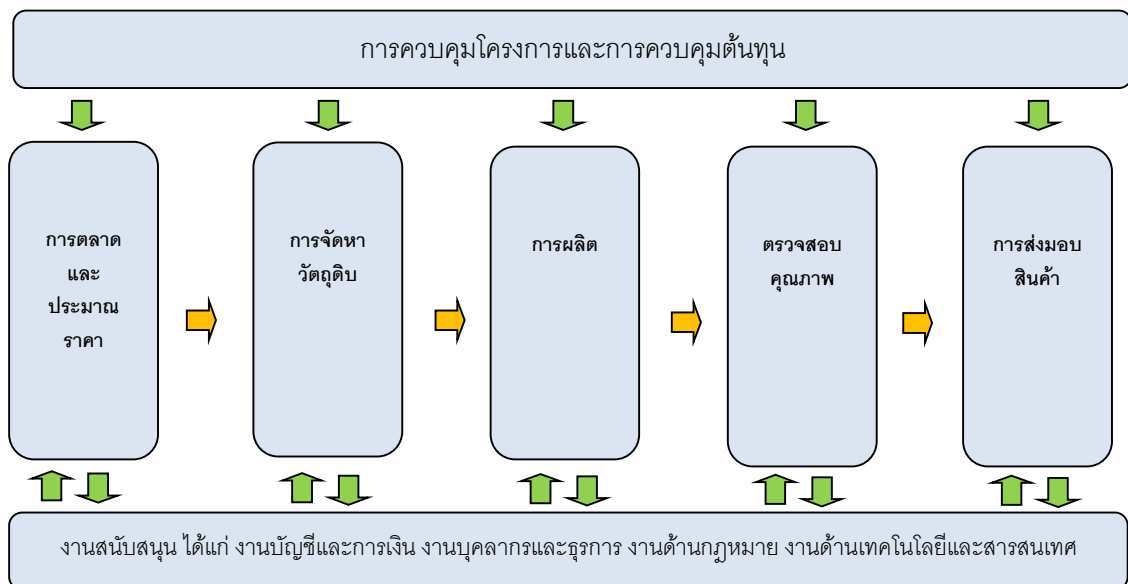 การควบคุมโครงการและการควบคุมต้นทุน
การตลาด
และ
ประมาณ
ราคา
การจัดหา
วัตถุดิบ
การผลิต
ตรวจสอบ
คุณภาพ
การส่งมอบ
สินค้า
งานสนับสนุน ได้แก่ งานบัญชีและการเงิน งานบุคลากรและธุรการ งานด้านกฎหมาย งานด้านเทคโนโลยีและสารสนเทศ